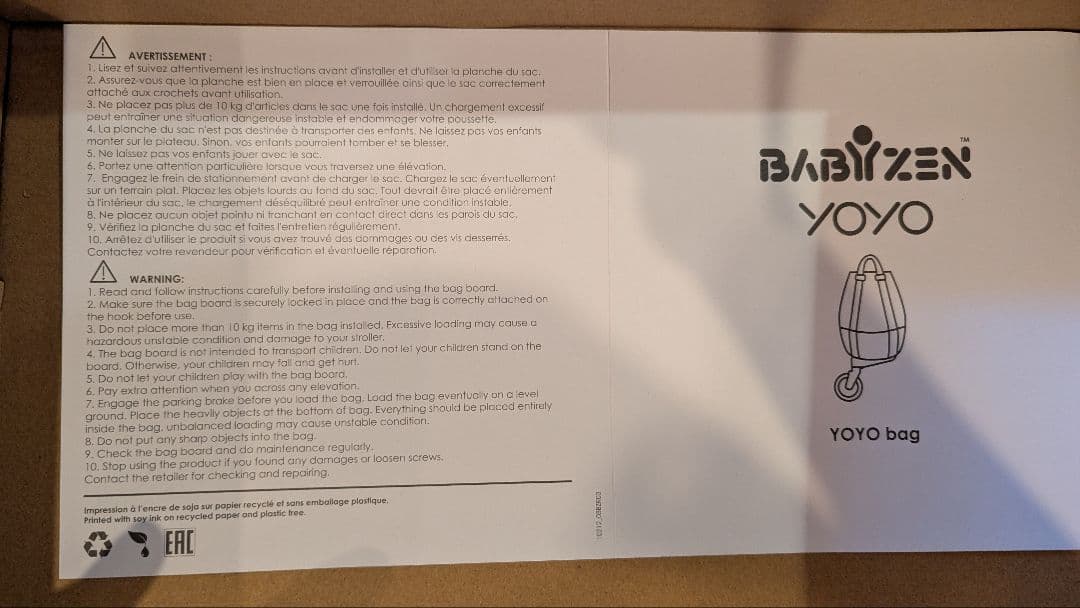 AVERTISSEMENT :
1. Lisez et suivez attentivement les instructions avant d'installer et d'utiliser la planche du sac.
2. Assurez-vous que la planche est bien en place et verrouillée ainsi que le sac correctement
attaché aux crochets avant utilisation.
3. Ne placez pas plus de 10 kg d'articles dans le sac une fois installé. Un chargement excessif
peut entraîner une situation dangereuse instable et endommager votre poussette.
4. La planche du sac n'est pas destinée à transporter des enfants. Ne laissez pas vos enfants
monter sur le plateau. Sinon, vos enfants pourraient tomber et se blesser.
5. Ne laissez pas vos enfants jouer avec le sac.
6. Portez une attention particulière lorsque vous traversez une élévation.
7. Engagez le frein de stationnement avant de charger le sac. Chargez le sac éventuellement
sur un terrain plat. Placez les objets lourds au fond du sac. Tout devrait être placé entièrement
à l'intérieur du sac, le chargement déséquilibré peut entraîner une condition instable.
8. Ne placez aucun objet pointu ni tranchant en contact direct dans les parois du sac.
9. Vérifiez la planche du sac et faites l'entretien régulièrement.
10. Arrêtez d'utiliser le produit si vous avez trouvé des dommages ou des vis desserrés.
Contactez votre revendeur pour vérification et éventuelle réparation.
WARNING:
1. Read and follow instructions carefully before installing and using the bag board.
2. Make sure the bag board is securely locked in place and the bag is correctly attached on
the hook before use.
3. Do not place more than 10 kg items in the bag installed. Excessive loading may cause a
hazardous unstable condition and damage to your stroller.
4. The bag board is not intended to transport children. Do not let your children stand on the
board. Otherwise, your children may fall and get hurt.
5. Do not let your children play with the bag board.
6. Pay extra attention when you across any elevation.
7. Engage the parking brake before you load the bag. Load the bag eventually on a level
ground. Place the heavily objects at the bottom of bag. Everything should be placed entirely
inside the bag, unbalanced loading may cause unstable condition.
8. Do not put any sharp objects into the bag.
9. Check the bag board and do maintenance regularly.
10. Stop using the product if you found any damages or loosen screws.
Contact the retailer for checking and repairing.
Impression à l'encre de soja sur papier recyclé et sans emballage plastique.
Printed with soy ink on recycled paper and plastic free.
EAC
BABYZEN™
YOYO
YOYO bag